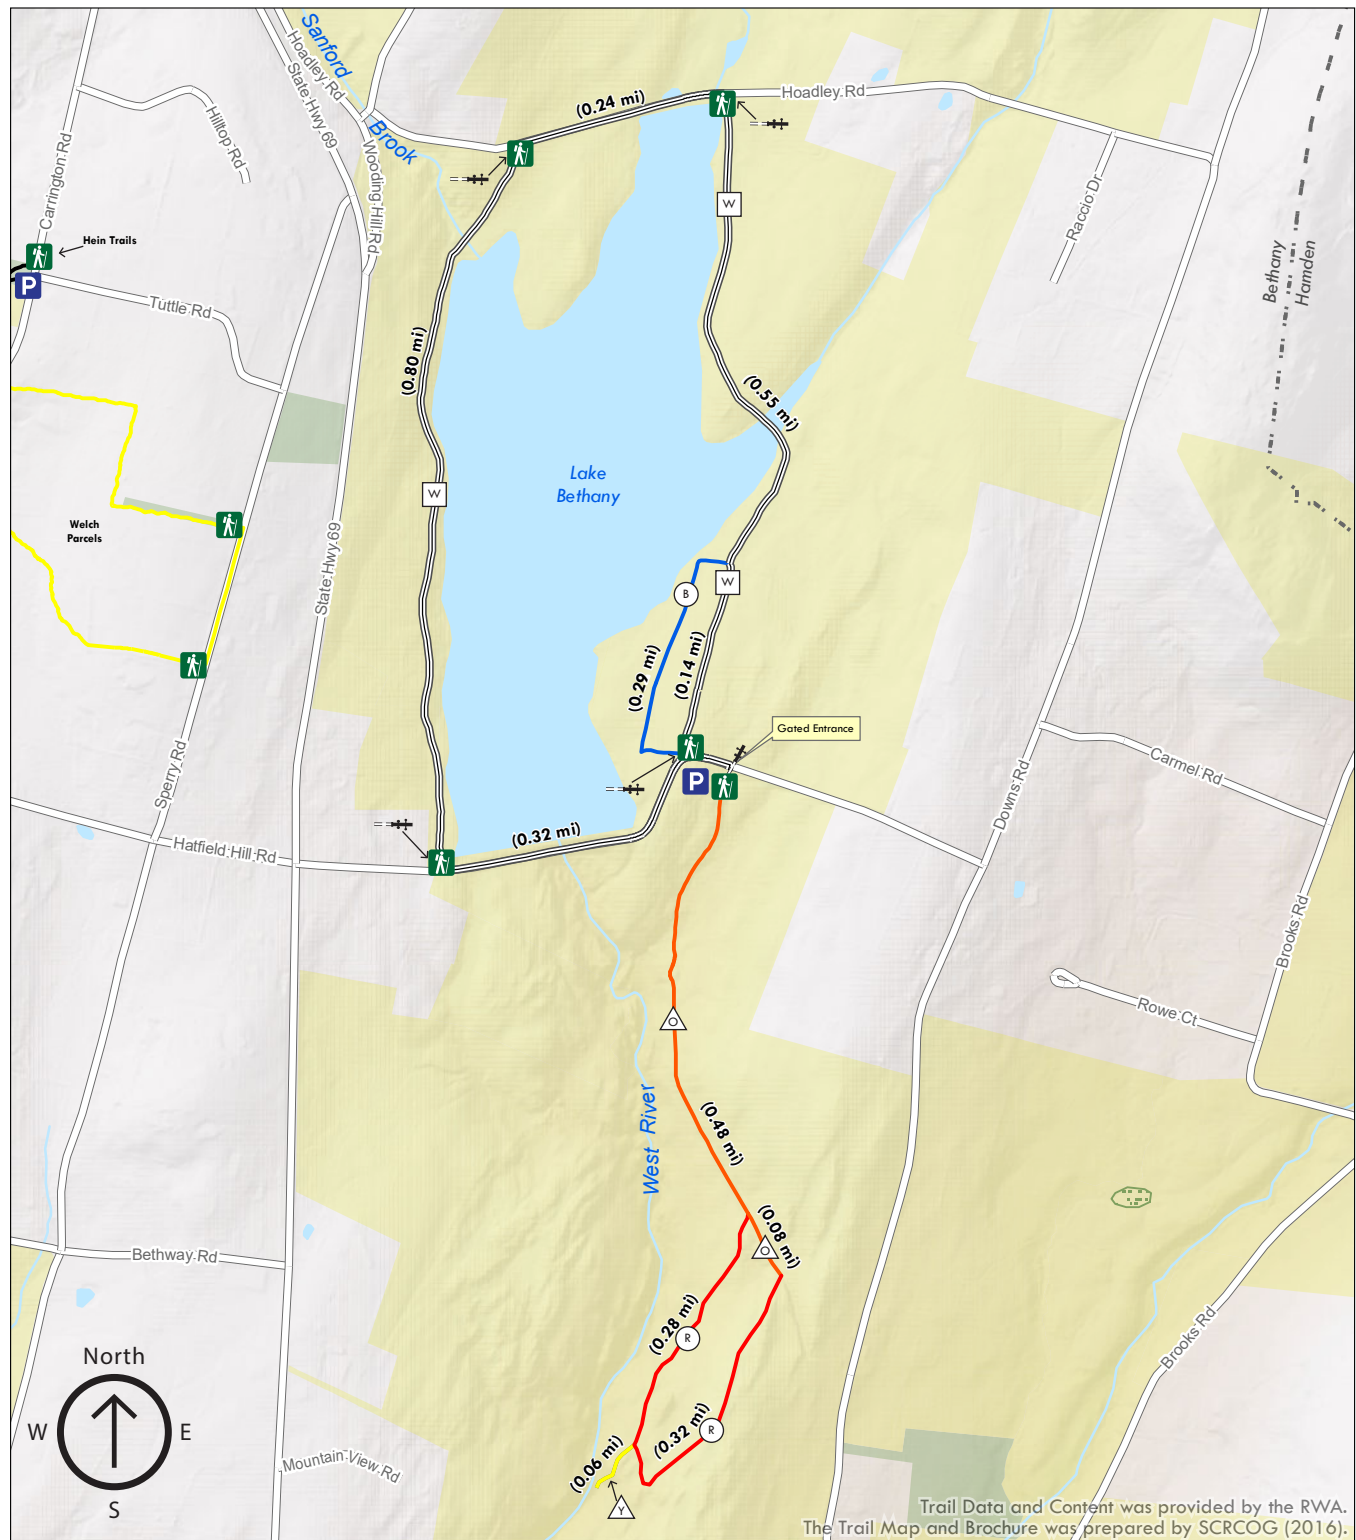 Sanford
Brook
Hoadley Rd
State Hwy 69
Wooding Hill Rd
(0.24 mi)
Hoadley Rd
Hilltop Rd
Carrington Rd
Hein Trails
P
Tuttle Rd
W
Raccio Dr
Bethany
Hamden
(0.80 mi)
(0.55 mi)
Lake
Bethany
W
Welch
Parcels
State Hwy 69
W
B
(0.29 mi)
(0.14 mi)
Gated Entrance
P
Sperry Rd
Hatfield Hill Rd
(0.32 mi)
Downs Rd
Carmel Rd
Brooks Rd
Rowe Ct
O
West River
(0.48 mi)
(0.08 mi)
O
Bethway Rd
(0.28 mi)
R
Brooks Rd
North
W
E
S
Mountain View Rd
(0.32 mi)
R
(0.06 mi)
Y
Trail Data and Content was provided by the RWA.
The Trail Map and Brochure was prepared by SCRCOG (2016).